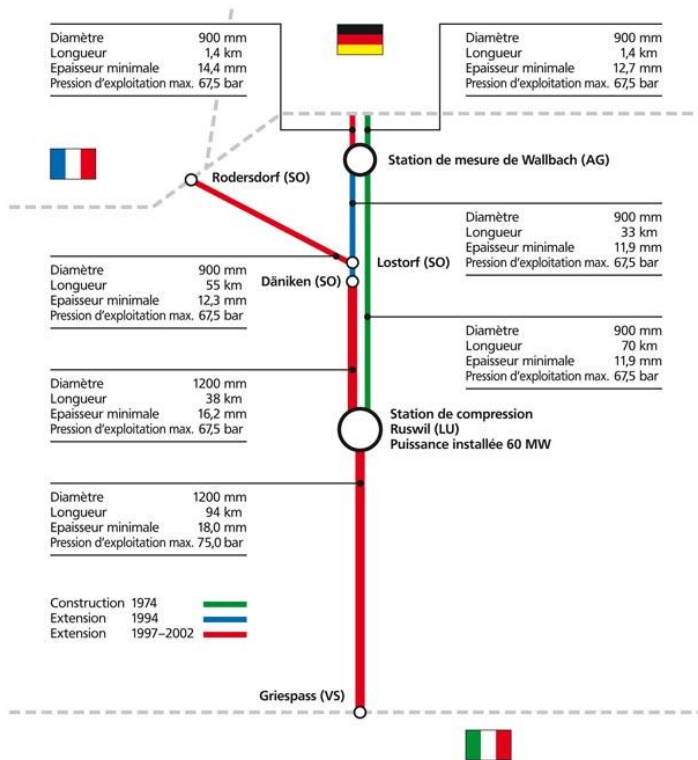 Diamètre 900 mm
Longueur 1,4 km
Epaisseur minimale 14,4 mm
Pression d'exploitation max. 67,5 bar
Diamètre 900 mm
Longueur 1,4 km
Epaisseur minimale 12,7 mm
Pression d'exploitation max. 67,5 bar
Station de mesure de Wallbach (AG)
Rodersdorf (SO)
Diamètre 900 mm
Longueur 33 km
Epaisseur minimale 11,9 mm
Pression d'exploitation max. 67,5 bar
Lostorf (SO)
Däniken (SO)
Diamètre 900 mm
Longueur 55 km
Epaisseur minimale 12,3 mm
Pression d'exploitation max. 67,5 bar
Diamètre 900 mm
Longueur 70 km
Epaisseur minimale 11,9 mm
Pression d'exploitation max. 67,5 bar
Diamètre 1200 mm
Longueur 38 km
Epaisseur minimale 16,2 mm
Pression d'exploitation max. 67,5 bar
Station de compression
Ruswil (LU)
Puissance installée 60 MW
Diamètre 1200 mm
Longueur 94 km
Epaisseur minimale 18,0 mm
Pression d'exploitation max. 75,0 bar
Construction 1974
Extension 1994
Extension 1997–2002
Griespass (VS)